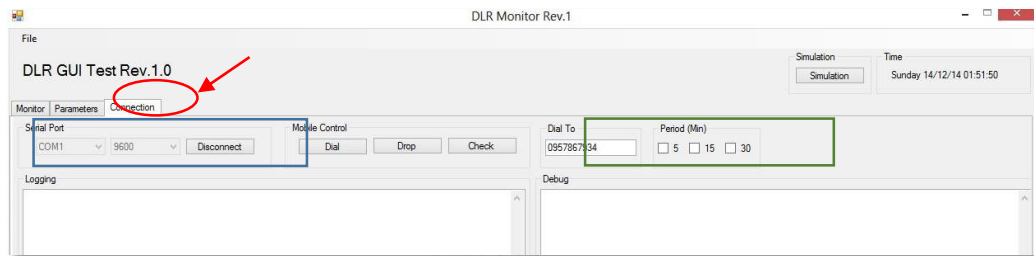 DLR Monitor Rev.1
File
DLR GUI Test Rev.1.0
Simulation
Simulation
Time
Sunday 14/12/14 01:51:50
Monitor Parameters Connection
Serial Port
COM1 9600 Disconnect
Mobile Control
Dial Drop Check
Dial To
0957867934
Period (Min)
5 15 30
Logging
Debug